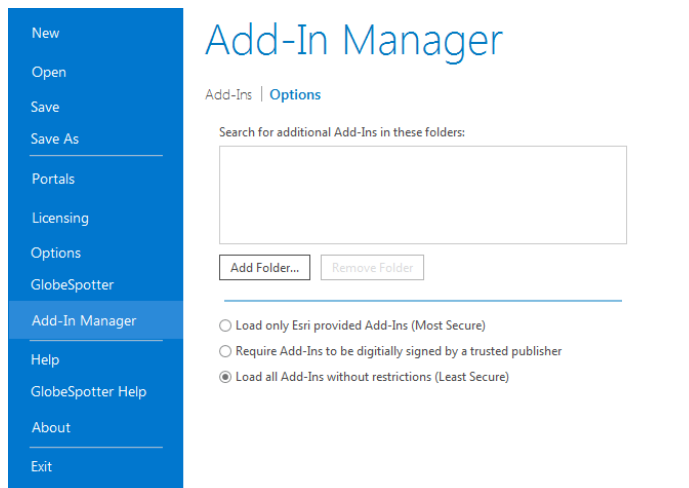 New
Open
Save
Save As
Portals
Licensing
Options
GlobeSpotter
Add-In Manager
Help
GlobeSpotter Help
About
Exit
Add-In Manager
Add-Ins | Options
Search for additional Add-Ins in these folders:
Add Folder... Remove Folder
Load only Esri provided Add-Ins (Most Secure)
Require Add-Ins to be digitially signed by a trusted publisher
Load all Add-Ins without restrictions (Least Secure)